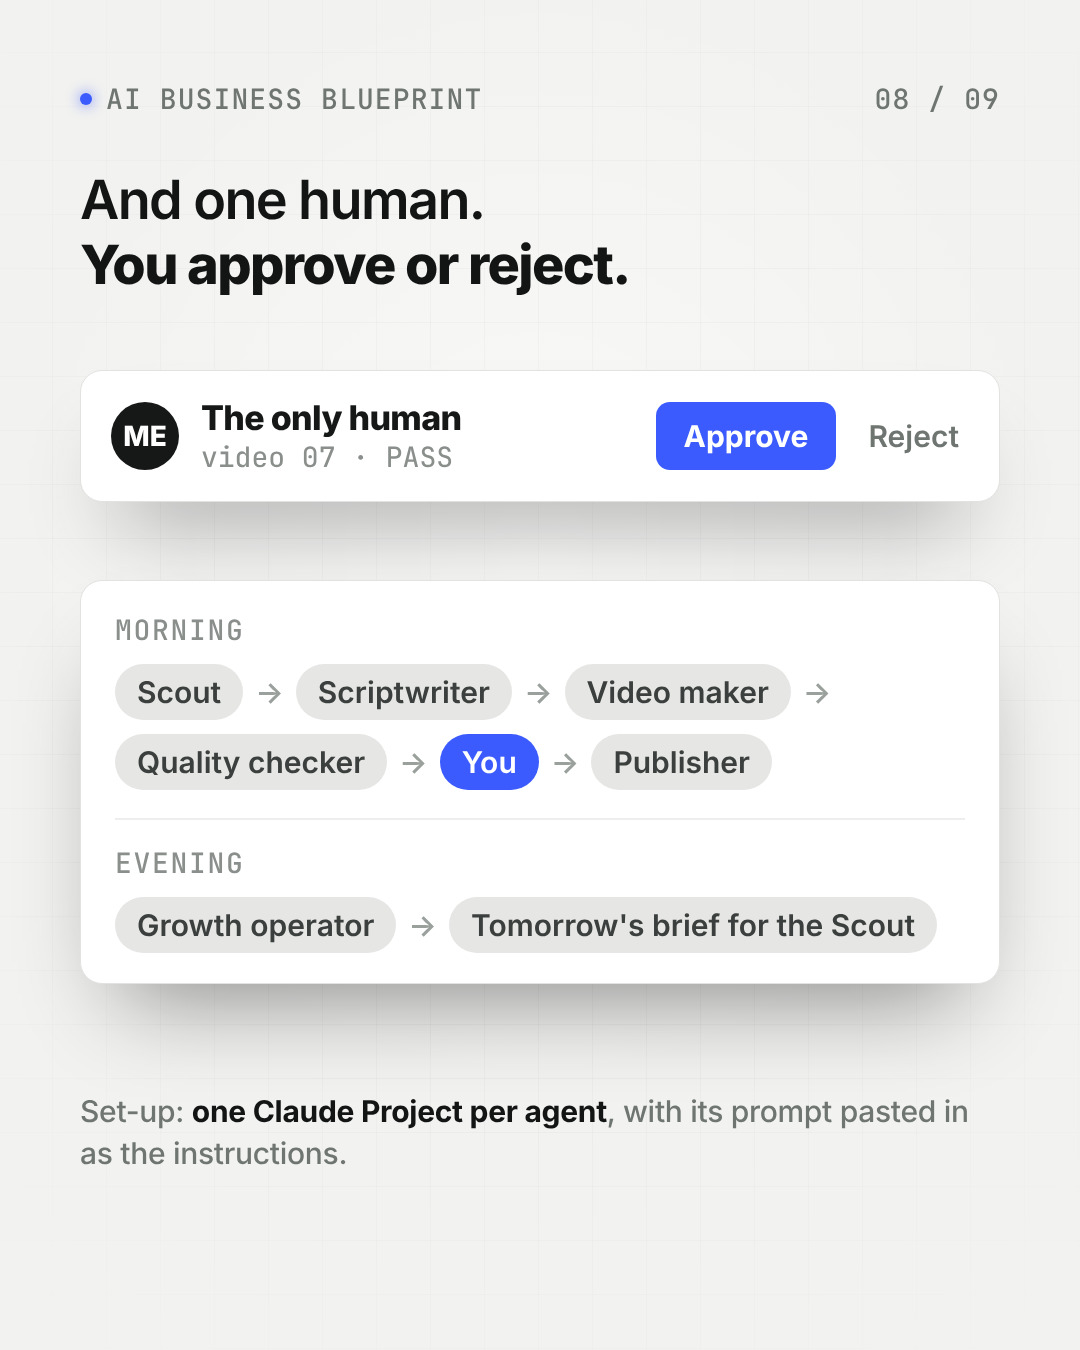 AI BUSINESS BLUEPRINT
08 / 09
And one human.
You approve or reject.
ME
The only human
video 07 · PASS
Approve
Reject
MORNING
Scout → Scriptwriter → Video maker →
Quality checker → You → Publisher
EVENING
Growth operator → Tomorrow's brief for the Scout
Set-up: one Claude Project per agent, with its prompt pasted in
as the instructions.